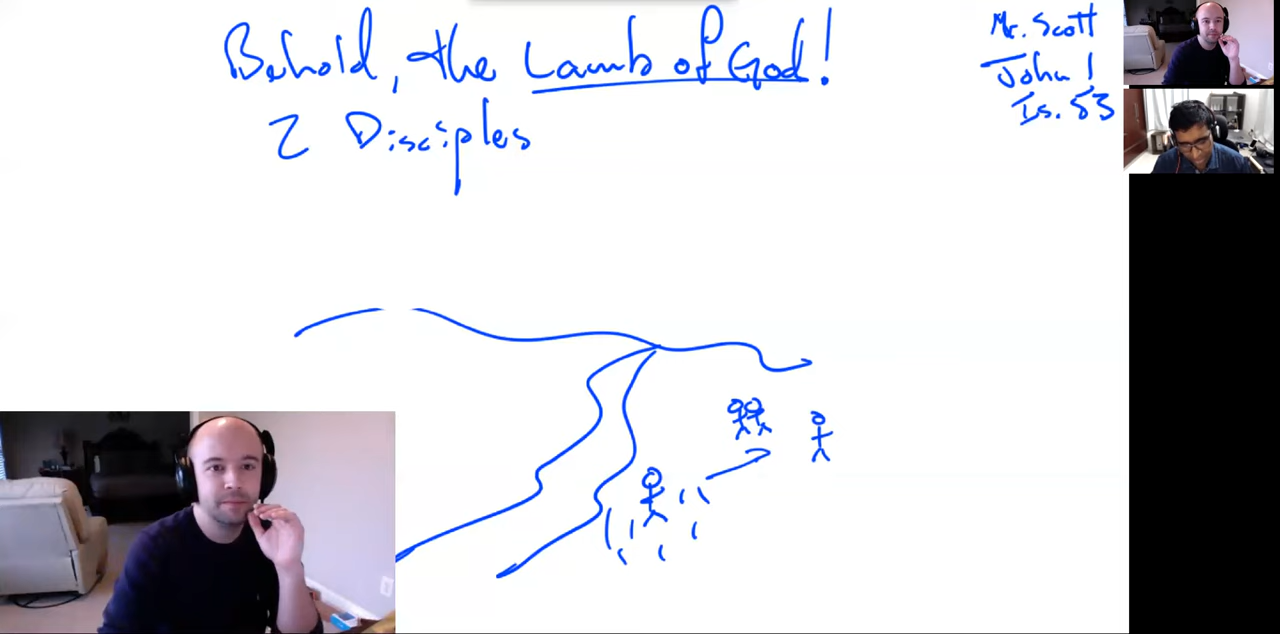 Behold, the Lamb of God!
2 Disciples
Mr. Scott
John 1
Is. 53